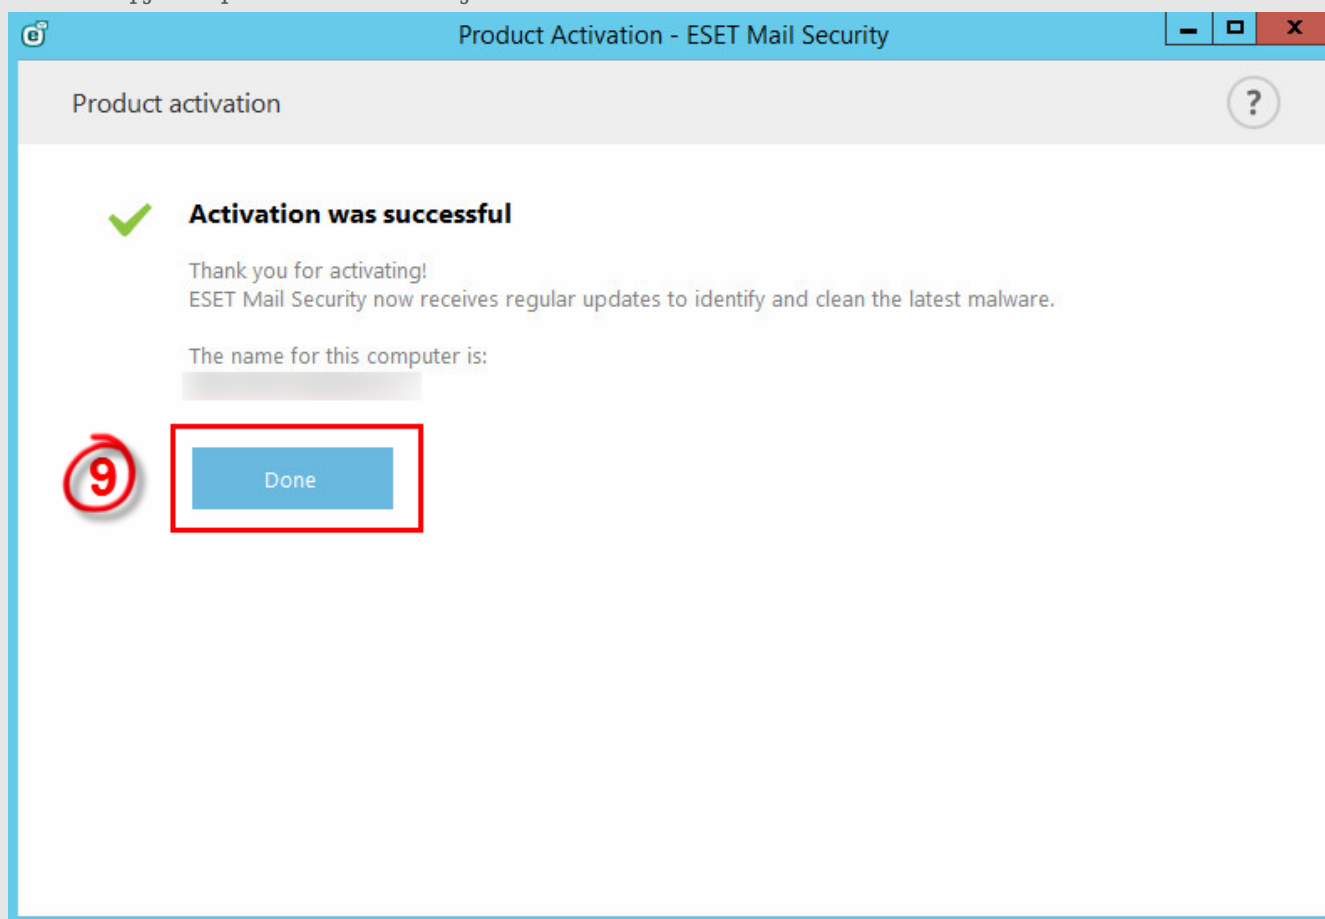 Product Activation - ESET Mail Security
Product activation
?
Activation was successful
Thank you for activating!
ESET Mail Security now receives regular updates to identify and clean the latest malware.
The name for this computer is:
9
Done